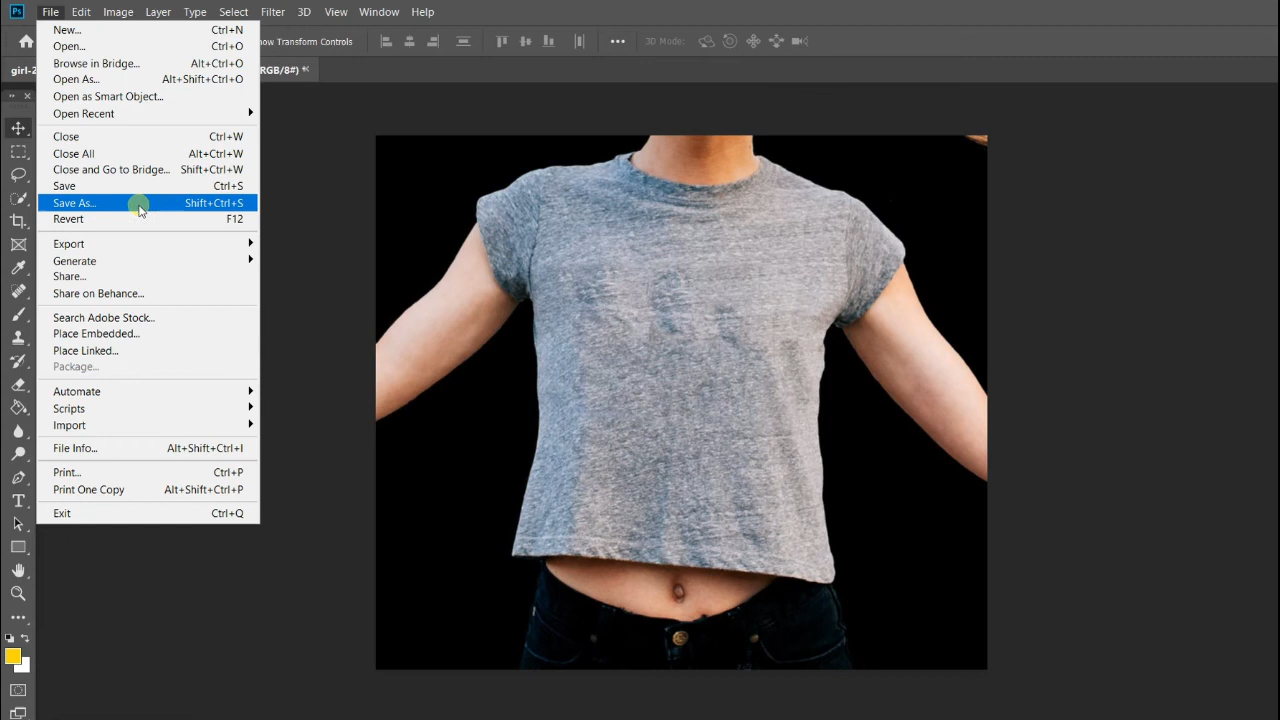 Ps File Edit Image Layer Type Select Filter 3D View Window Help
how Transform Controls 3D Mode:
girl-2 RGB/8#) *
New... Ctrl+N
Open... Ctrl+O
Browse in Bridge... Alt+Ctrl+O
Open As... Alt+Shift+Ctrl+O
Open as Smart Object...
Open Recent
Close Ctrl+W
Close All Alt+Ctrl+W
Close and Go to Bridge... Shift+Ctrl+W
Save Ctrl+S
Save As... Shift+Ctrl+S
Revert F12
Export
Generate
Share...
Share on Behance...
Search Adobe Stock...
Place Embedded...
Place Linked...
Package...
Automate
Scripts
Import
File Info... Alt+Shift+Ctrl+I
Print... Ctrl+P
Print One Copy Alt+Shift+Ctrl+P
Exit Ctrl+Q